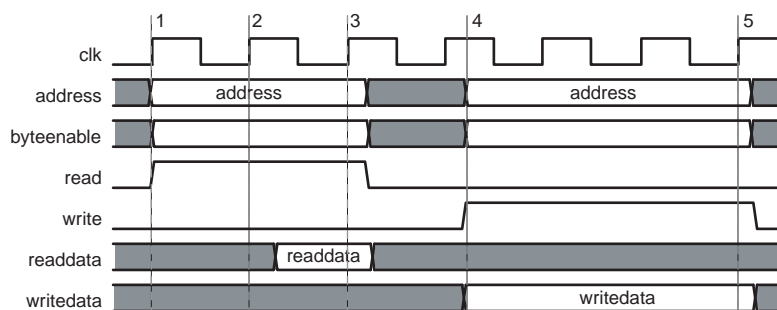 1 2 3 4 5
clk
address address address
byteenable
read
write
readdata readdata
writedata writedata